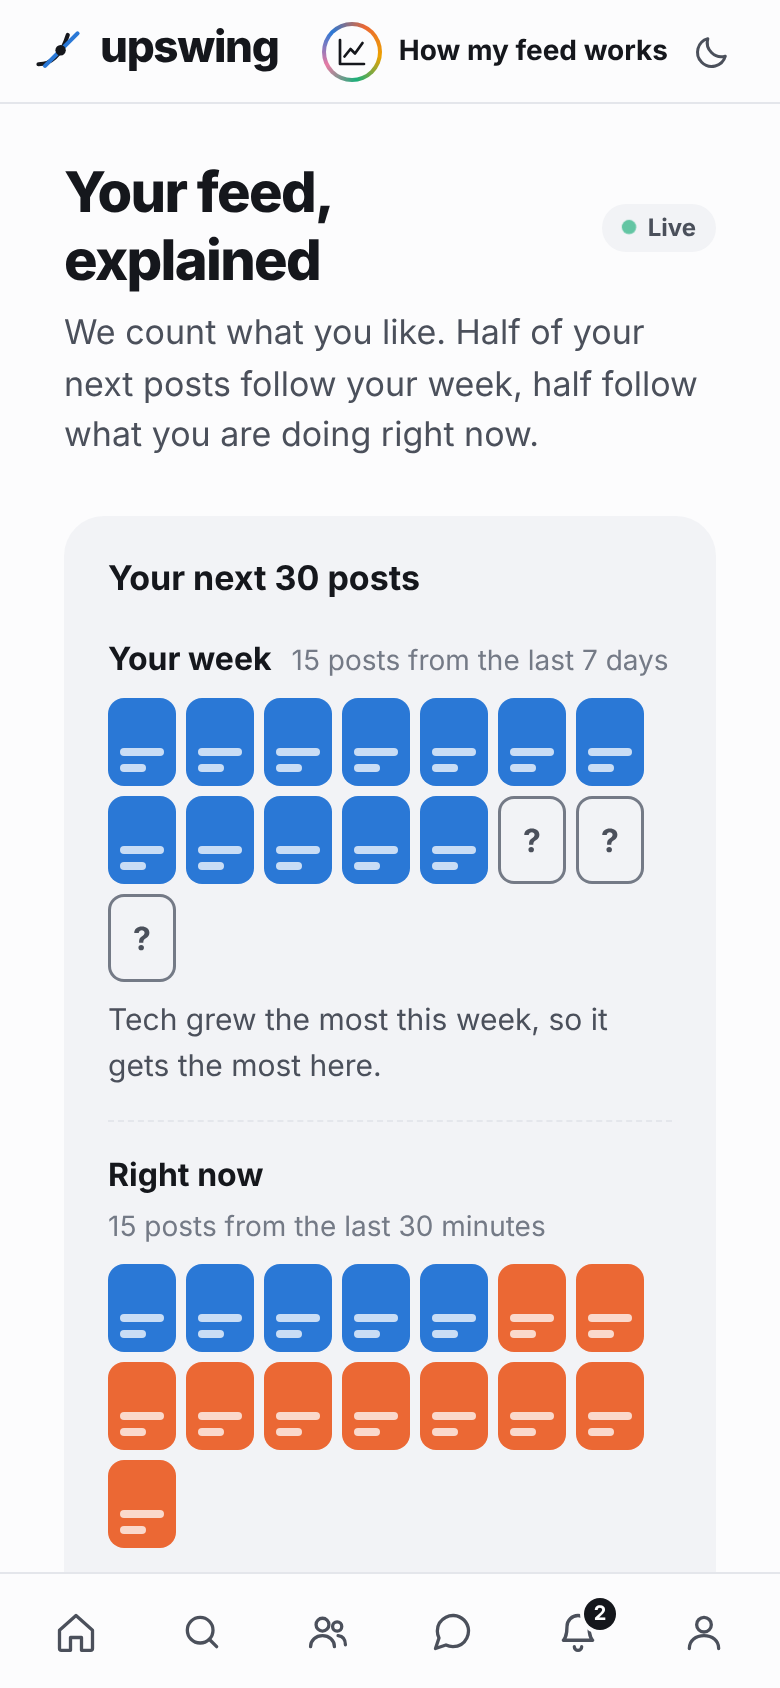 upswing
How my feed works
Your feed,
explained
Live
We count what you like. Half of your
next posts follow your week, half follow
what you are doing right now.
Your next 30 posts
Your week 15 posts from the last 7 days
? ?
?
Tech grew the most this week, so it
gets the most here.
Right now
15 posts from the last 30 minutes
2